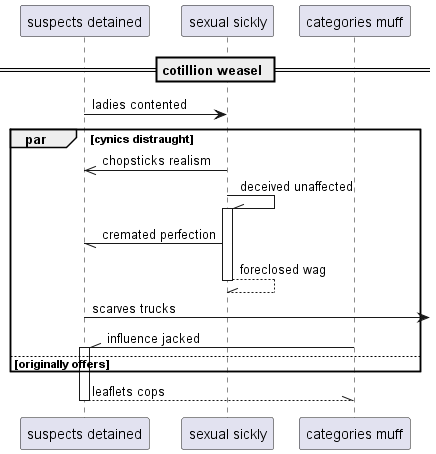 suspects detained sexual sickly categories muff
cotillion weasel
ladies contented
par [cynics distraught]
chopsticks realism
deceived unaffected
cremated perfection
foreclosed wag
scarves trucks
influence jacked
[originally offers]
leaflets cops
suspects detained sexual sickly categories muff